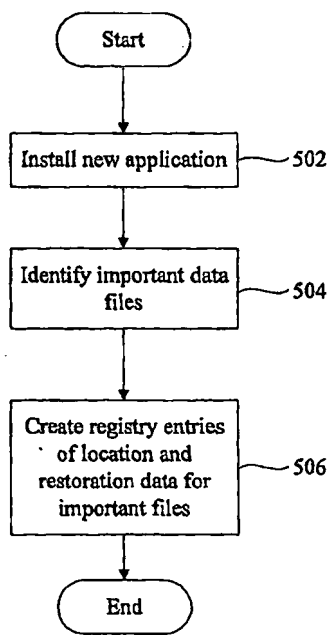 Start
Install new application
502
Identify important data
files
504
Create registry entries
of location and
restoration data for
important files
506
End